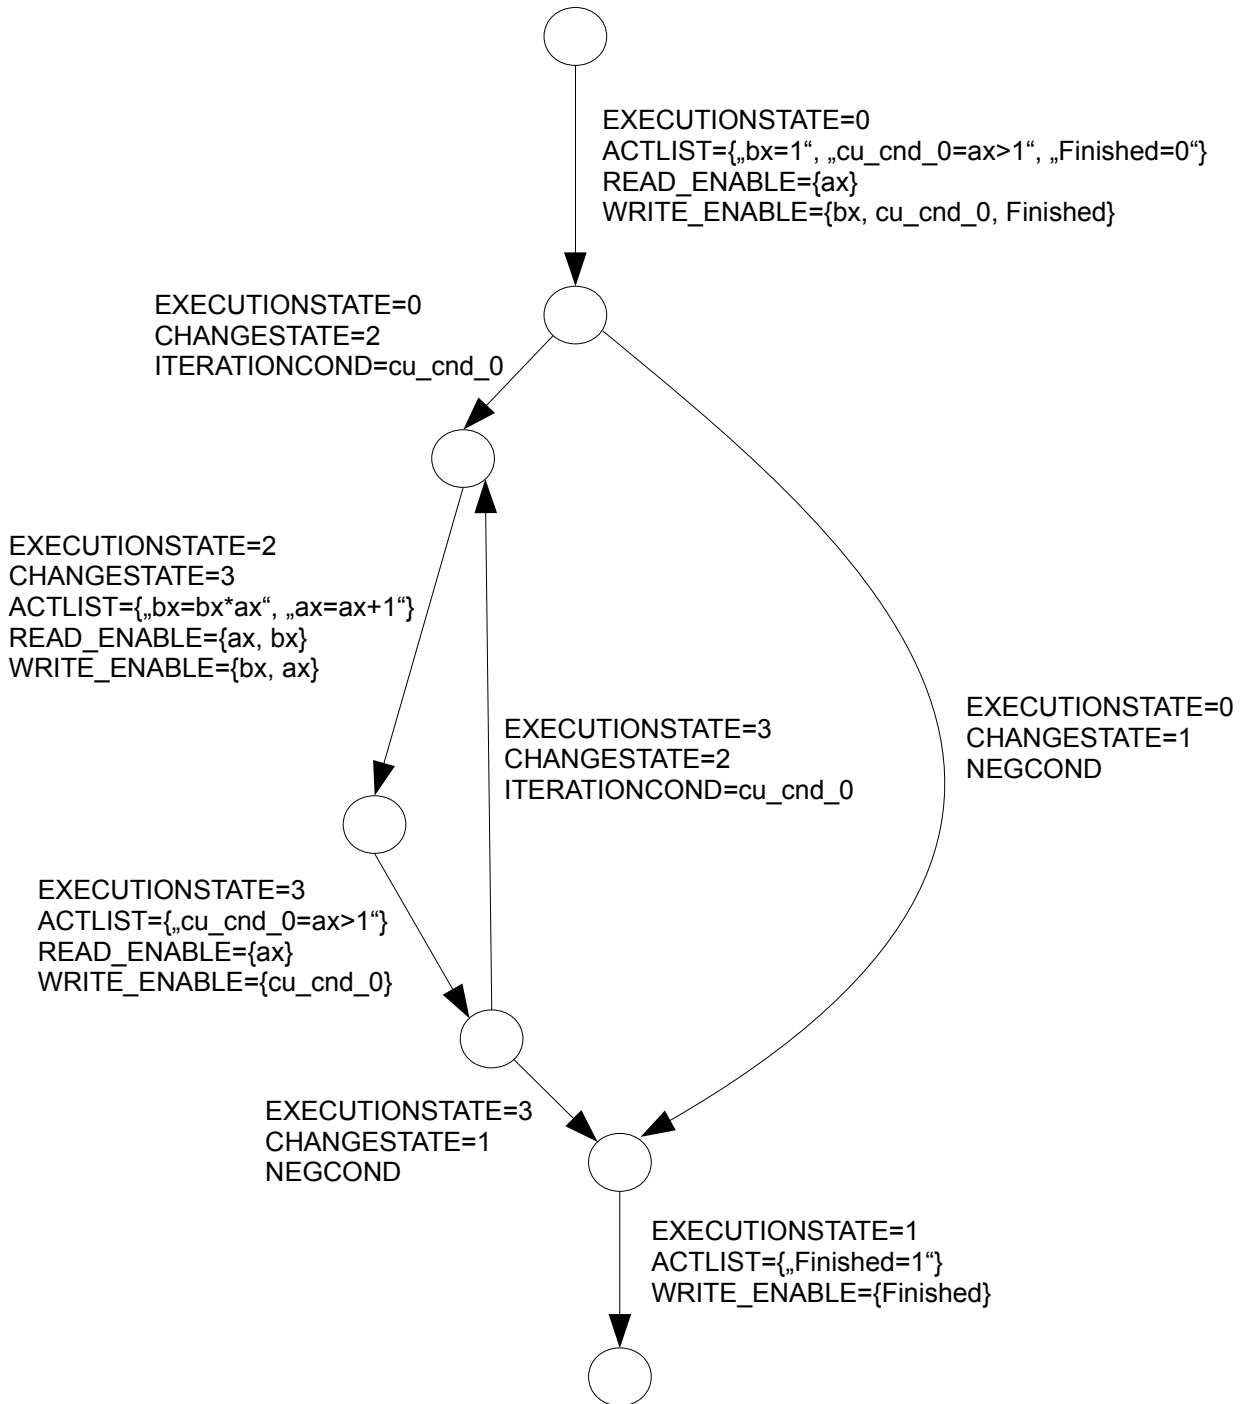 EXECUTIONSTATE=0
ACTLIST={„bx=1“, „cu_cnd_0=ax>1“, „Finished=0“}
READ_ENABLE={ax}
WRITE_ENABLE={bx, cu_cnd_0, Finished}
EXECUTIONSTATE=0
CHANGESTATE=2
ITERATIONCOND=cu_cnd_0
EXECUTIONSTATE=2
CHANGESTATE=3
ACTLIST={„bx=bx*ax“, „ax=ax+1“}
READ_ENABLE={ax, bx}
WRITE_ENABLE={bx, ax}
EXECUTIONSTATE=3
CHANGESTATE=2
ITERATIONCOND=cu_cnd_0
EXECUTIONSTATE=0
CHANGESTATE=1
NEGCOND
EXECUTIONSTATE=3
ACTLIST={„cu_cnd_0=ax>1“}
READ_ENABLE={ax}
WRITE_ENABLE={cu_cnd_0}
EXECUTIONSTATE=3
CHANGESTATE=1
NEGCOND
EXECUTIONSTATE=1
ACTLIST={„Finished=1“}
WRITE_ENABLE={Finished}